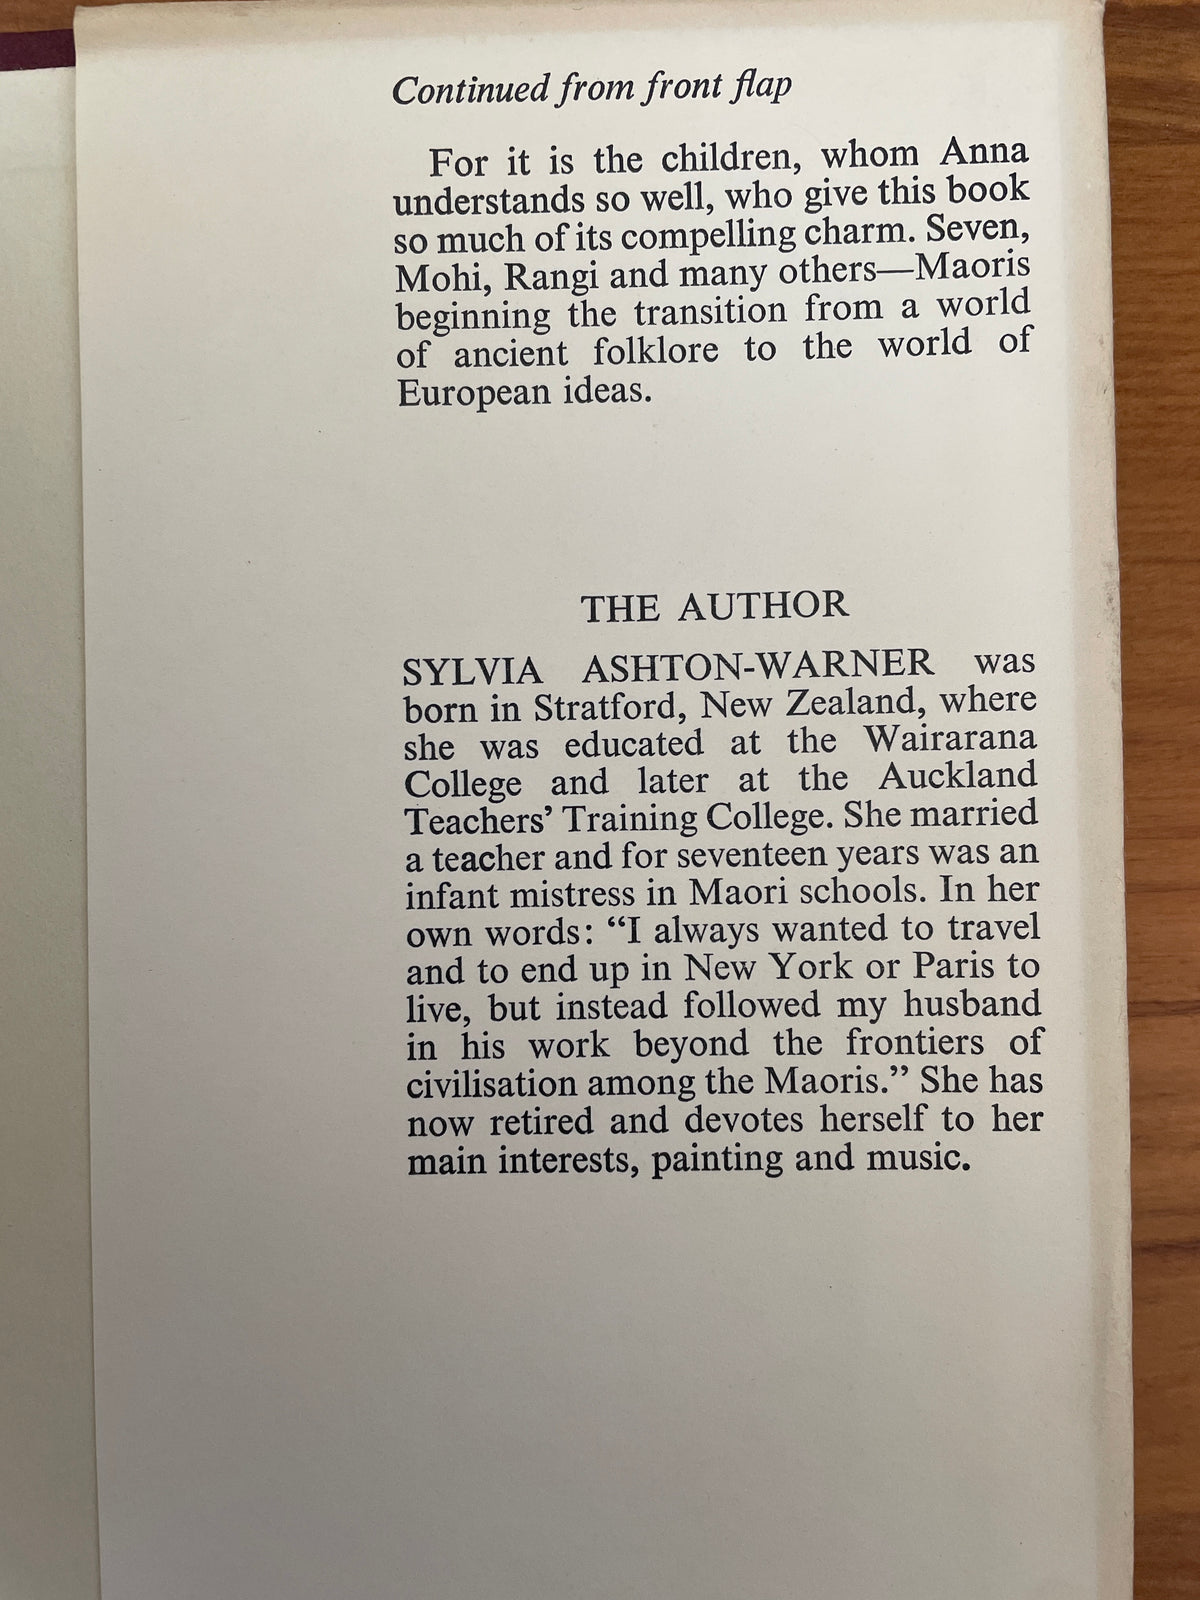 Continued from front flap
For it is the children, whom Anna
understands so well, who give this book
so much of its compelling charm. Seven,
Mohi, Rangi and many others—Maoris
beginning the transition from a world
of ancient folklore to the world of
European ideas.
THE AUTHOR
SYLVIA ASHTON-WARNER was
born in Stratford, New Zealand, where
she was educated at the Wairarana
College and later at the Auckland
Teachers’ Training College. She married
a teacher and for seventeen years was an
infant mistress in Maori schools. In her
own words: “I always wanted to travel
and to end up in New York or Paris to
live, but instead followed my husband
in his work beyond the frontiers of
civilisation among the Maoris.” She has
now retired and devotes herself to her
main interests, painting and music.